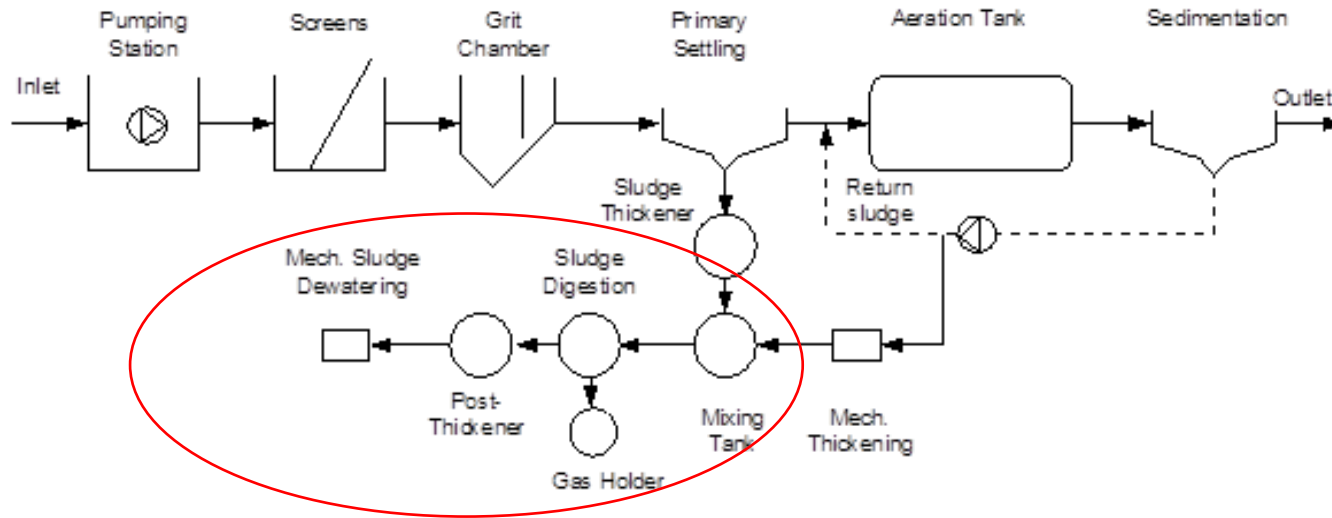 Pumping
Station
Screens
Grit
Chamber
Primary
Settling
Aeration Tank
Sedimentation
Inlet
Outlet
Sludge
Thickener
Return
sludge
Mech. Sludge
Dewatering
Sludge
Digestion
Post-
Thickener
Mixing
Tank
Mech.
Thickening
Gas Holder